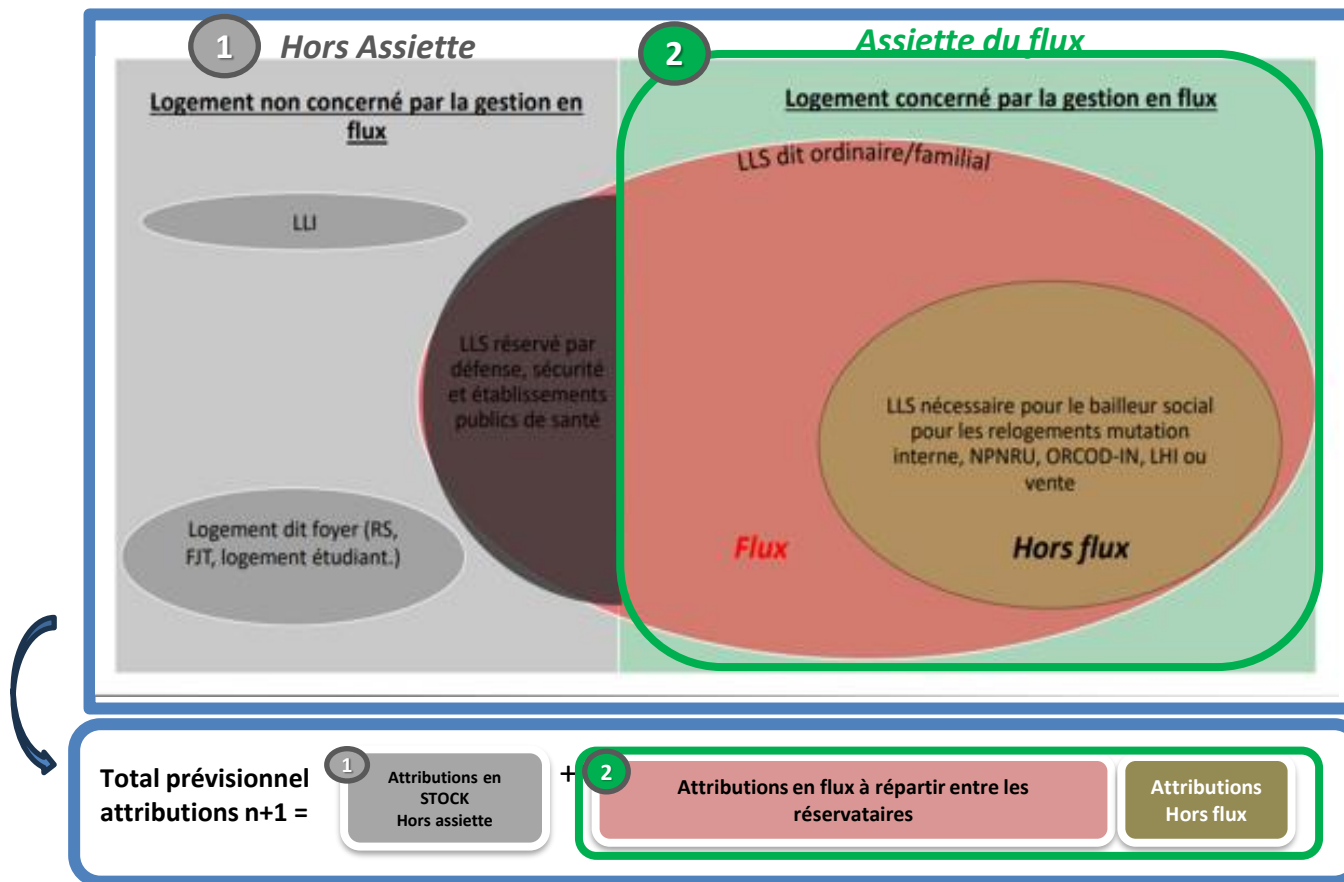 1
Hors Assiette
2
Assiette du flux
Logement non concerné par la gestion en
flux
Logement concerné par la gestion en flux
LLS dit ordinaire/familial
LLI
LLS réservé par
défense, sécurité
et établissements
publics de santé
LLS nécessaire pour le bailleur social
pour les relogements mutation
interne, NPNRU, ORCOD-IN, LHI ou
vente
Logement dit foyer (RS,
FJT, logement étudiant.)
Flux
Hors flux
Total prévisionnel
attributions n+1 =
1
Attributions en
STOCK
Hors assiette
+
2
Attributions en flux à répartir entre les
réservataires
Attributions
Hors flux